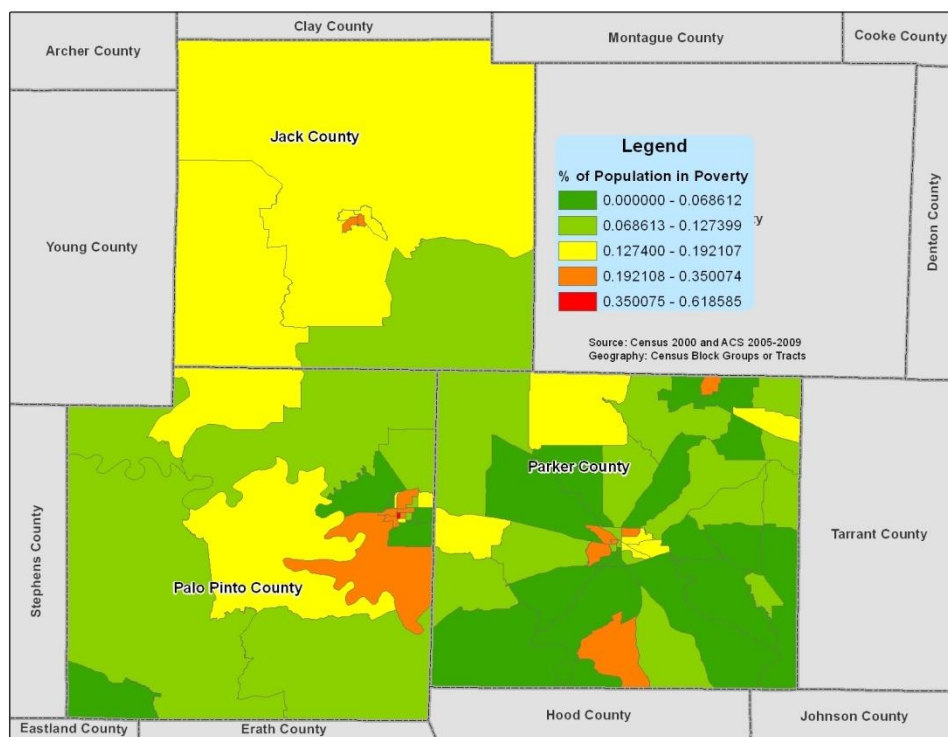 Clay County
Archer County
Montague County
Cooke County
Jack County
Legend
% of Population in Poverty
0.000000 - 0.068612
0.068613 - 0.127399
0.127400 - 0.192107
0.192108 - 0.350074
0.350075 - 0.618585
Young County
Denton County
Source: Census 2000 and ACS 2005-2009
Geography: Census Block Groups or Tracts
Parker County
Tarrant County
Stephens County
Palo Pinto County
Hood County
Johnson County
Eastland County
Erath County